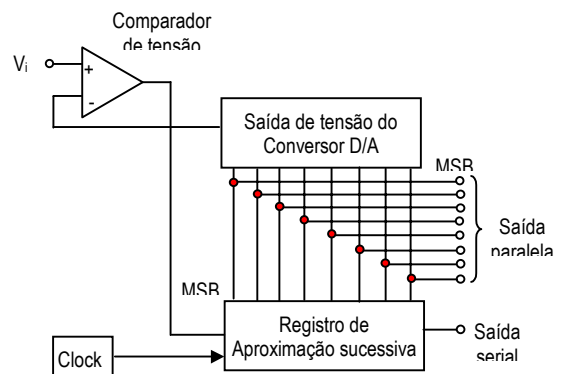 Comparador
de tensão
Vi
+
-
Saída de tensão do
Conversor D/A
MSB
Saída
paralela
MSB
Registro de
Aproximação sucessiva
Saída
serial
Clock